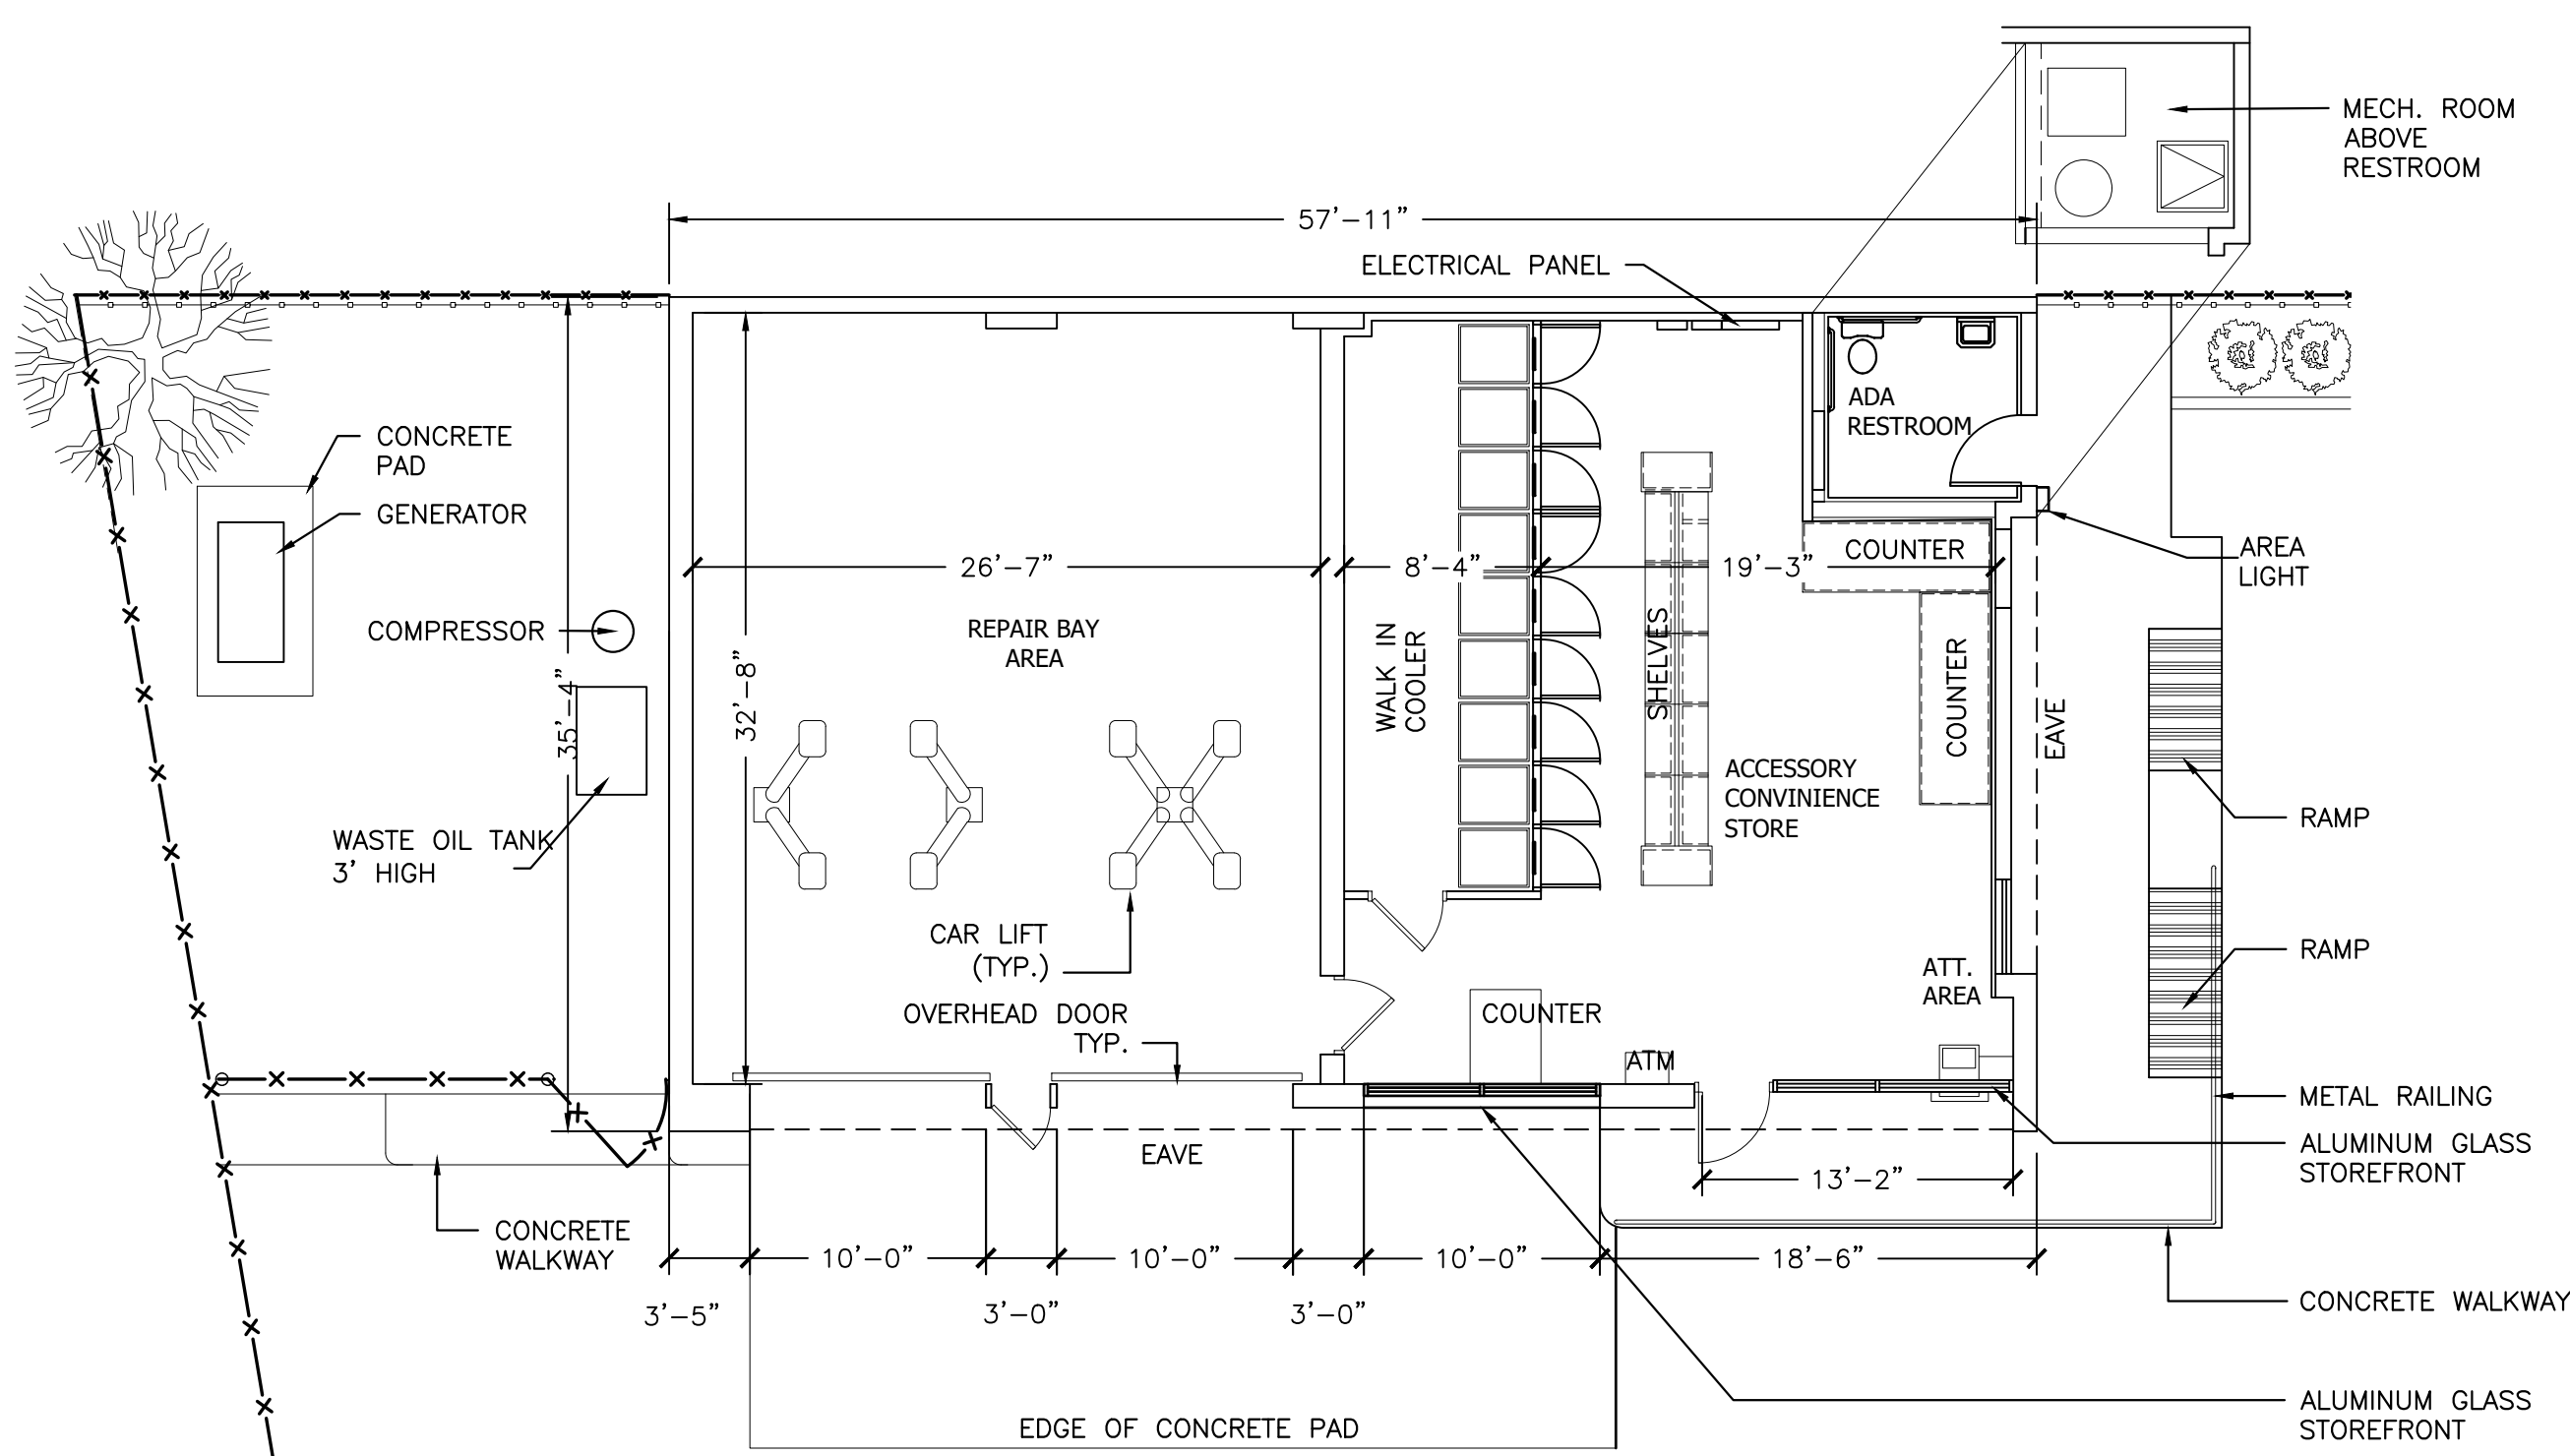 MECH. ROOM
ABOVE
RESTROOM
57'-11"
ELECTRICAL PANEL
ADA
RESTROOM
CONCRETE
PAD
GENERATOR
COMPRESSOR
35'-4"
WASTE OIL TANK
3' HIGH
26'-7"
8'-4"
19'-3"
COUNTER
AREA
LIGHT
REPAIR BAY
AREA
32'-8"
WALK IN
COOLER
SHELVES
COUNTER
EAVE
ACCESSORY
CONVINIENCE
STORE
RAMP
RAMP
CAR LIFT
(TYP.)
ATT.
AREA
OVERHEAD DOOR
TYP.
COUNTER
ATM
METAL RAILING
ALUMINUM GLASS
STOREFRONT
EAVE
13'-2"
CONCRETE
WALKWAY
10'-0"
10'-0"
10'-0"
18'-6"
3'-5"
3'-0"
3'-0"
CONCRETE WALKWAY
ALUMINUM GLASS
STOREFRONT
EDGE OF CONCRETE PAD